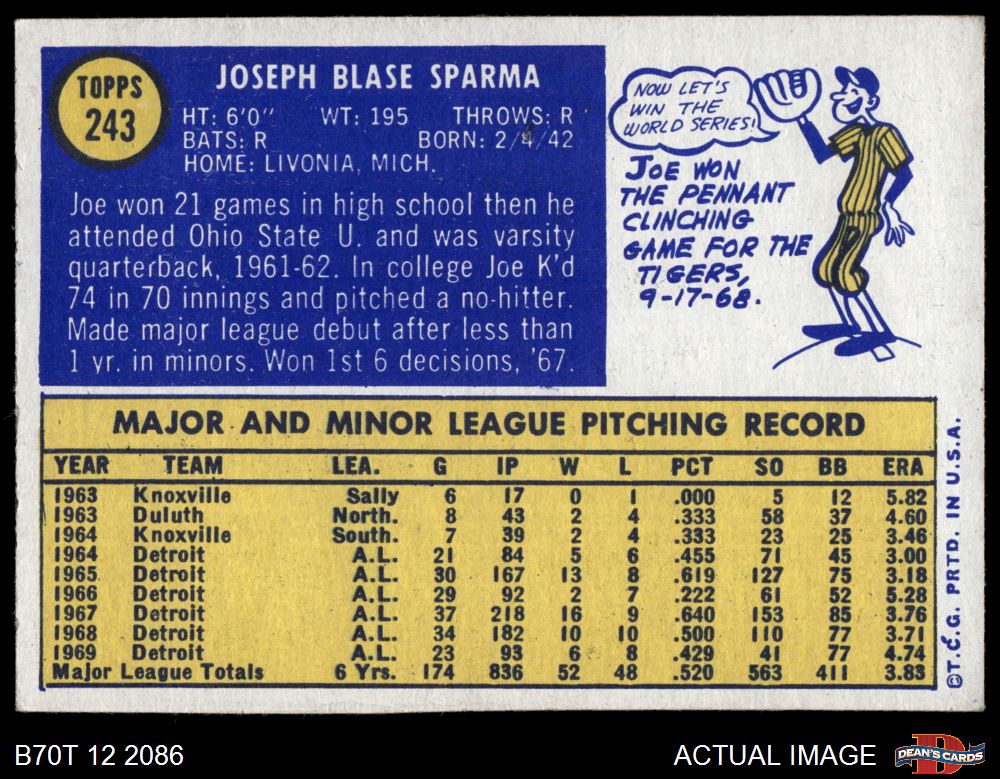 TOPPS
243
JOSEPH BLASE SPARMA
HT: 6'0" WT: 195 THROWS: R
BATS: R BORN: 2/4/42
HOME: LIVONIA, MICH.
Joe won 21 games in high school then he
attended Ohio State U. and was varsity
quarterback, 1961-62. In college Joe K'd
74 in 70 innings and pitched a no-hitter.
Made major league debut after less than
1 yr. in minors. Won 1st 6 decisions, '67.
NOW LET'S
WIN THE
WORLD SERIES!
JOE WON
THE PENNANT
CLINCHING
GAME FOR THE
TIGERS,
9-17-68.
MAJOR AND MINOR LEAGUE PITCHING RECORD
YEAR TEAM LEA. G IP W L PCT SO BB ERA
1963 Knoxville Sally 6 17 0 1 .000 5 12 5.82
1963 Duluth North. 8 43 2 4 .333 58 37 4.60
1964 Knoxville South. 7 39 2 4 .333 23 25 3.46
1964 Detroit A.L. 21 84 5 6 .455 71 45 3.00
1965 Detroit A.L. 30 167 13 8 .619 127 75 3.18
1966 Detroit A.L. 29 92 2 7 .222 61 52 5.28
1967 Detroit A.L. 37 218 16 9 .640 153 85 3.76
1968 Detroit A.L. 34 182 10 10 .500 110 77 3.71
1969 Detroit A.L. 23 93 6 8 .429 41 77 4.74
Major League Totals 6 Yrs. 174 836 52 48 .520 563 411 3.83
©T.C.G. PRTD. IN U.S.A.
B70T 12 2086
ACTUAL IMAGE
DEAN'S CARDS